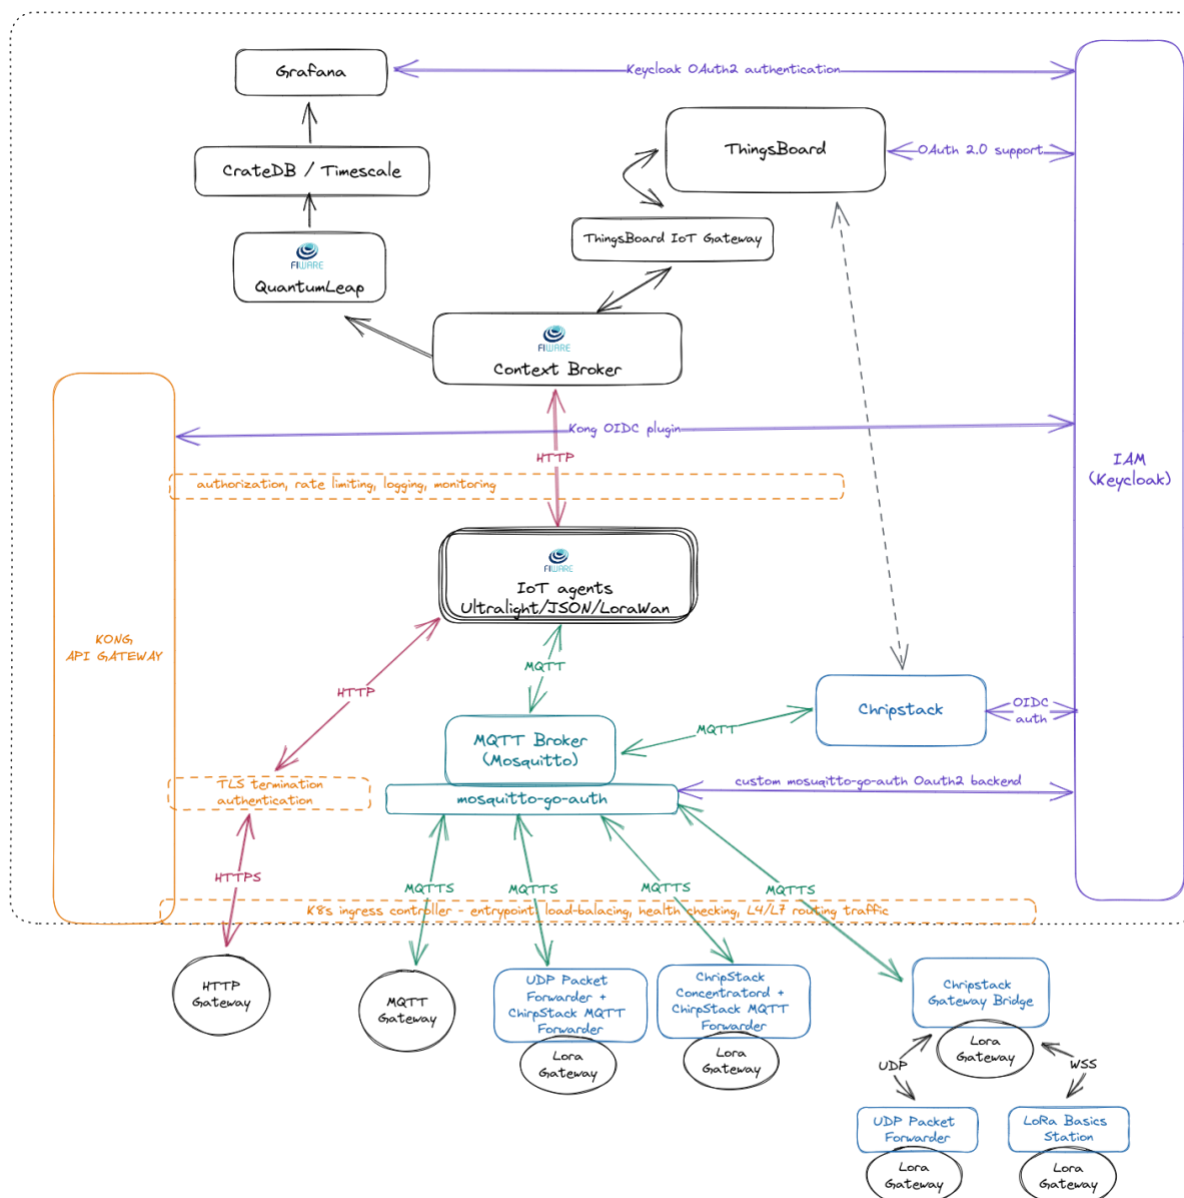 Grafana
Keycloak OAuth2 authentication
ThingsBoard
OAuth 2.0 support
CrateDB / Timescale
ThingsBoard IoT Gateway
FIWARE
QuantumLeap
FIWARE
Context Broker
Kong OIDC plugin
HTTP
IAM
(Keycloak)
authorization, rate limiting, logging, monitoring
FIWARE
IoT agents
Ultralight/JSON/LoraWan
KONG
API GATEWAY
MQTT
HTTP
Chripstack
OIDC
auth
MQTT
MQTT Broker
(Mosquitto)
TLS termination
authentication
mosquitto-go-auth
custom mosuqitto-go-auth Oauth2 backend
HTTPS
MQTTS
MQTTS
MQTTS
MQTTS
K8s ingress controller - entrypoint, load-balacing, health checking, L4/L7 routing traffic
HTTP
Gateway
MQTT
Gateway
UDP Packet
Forwarder +
ChirpStack MQTT
Forwarder
Lora
Gateway
ChripStack
Concentratord +
ChirpStack MQTT
Forwarder
Lora
Gateway
Chripstack
Gateway Bridge
Lora
Gateway
UDP
WSS
UDP Packet
Forwarder
Lora
Gateway
LoRa Basics
Station
Lora
Gateway